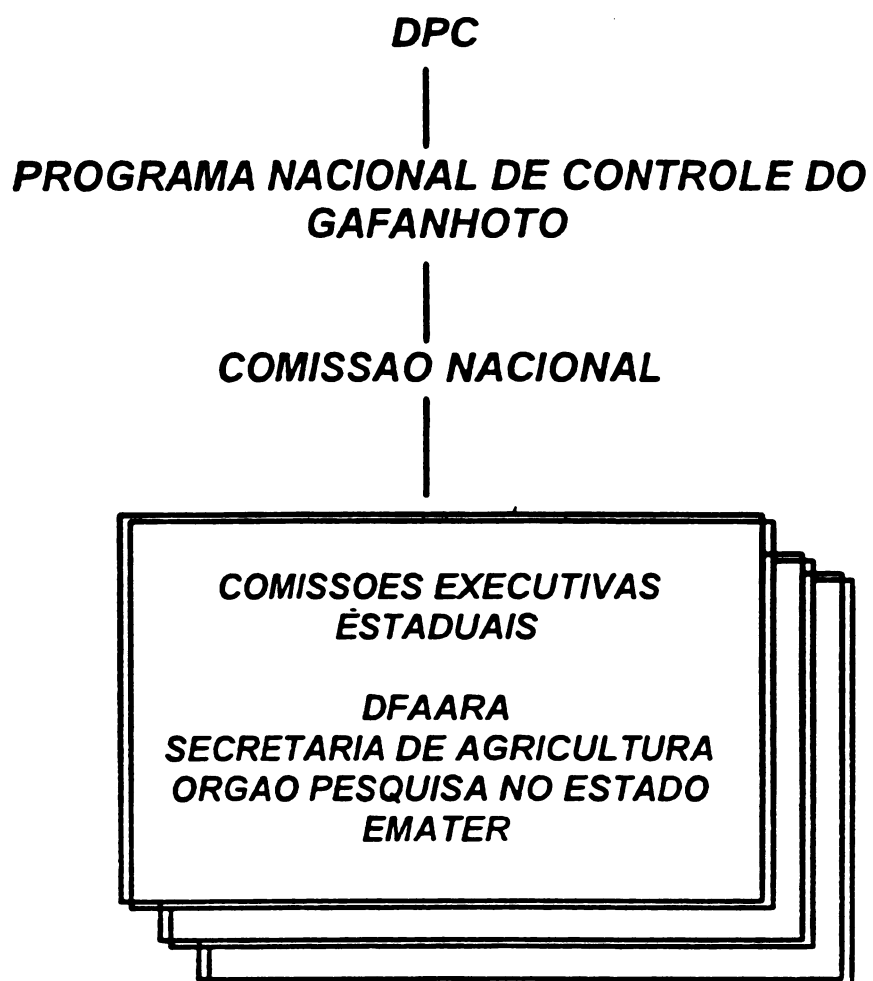 DPC
PROGRAMA NACIONAL DE CONTROLE DO
GAFANHOTO
COMISSAO NACIONAL
COMISSOES EXECUTIVAS
ESTADUAIS
DFAARA
SECRETARIA DE AGRICULTURA
ORGAO PESQUISA NO ESTADO
EMATER